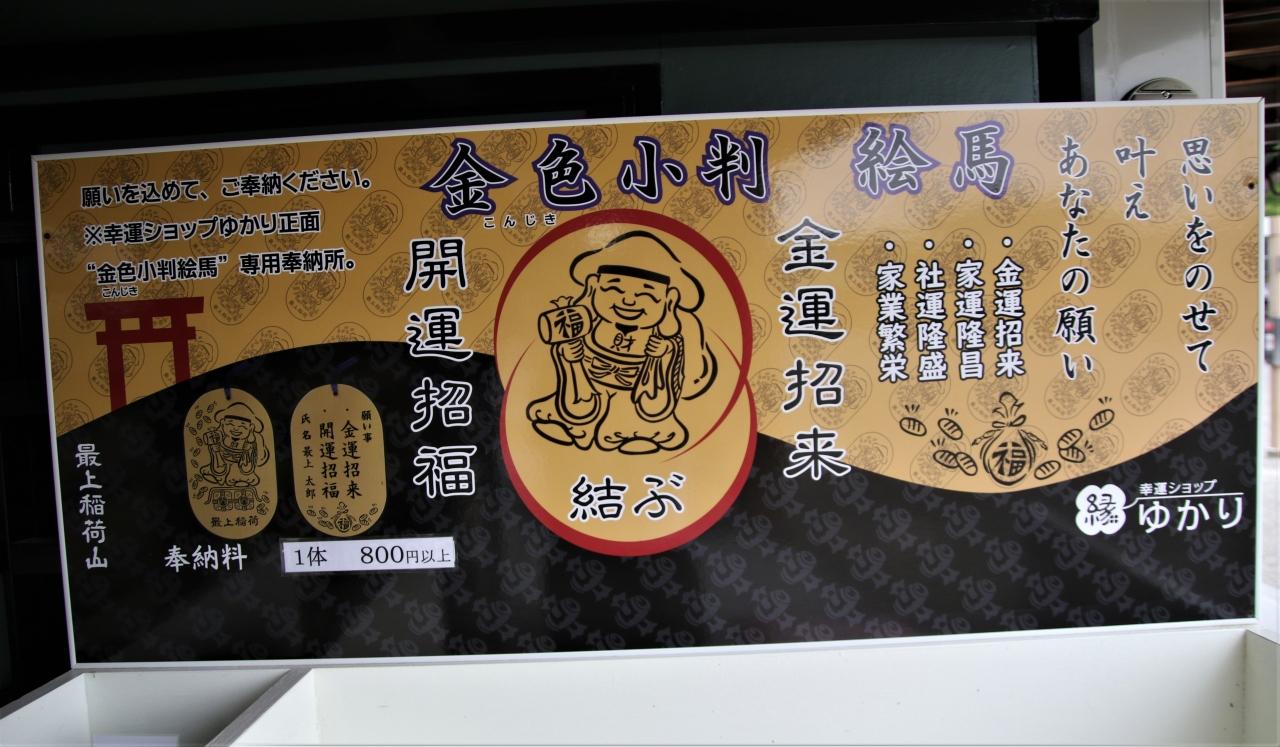 金色小判 絵馬
こんじき
思いをのせて
叶え
あなたの願い
・金運招来
・家運隆昌
・社運隆盛
・家業繁栄
金運招来
福
財
結ぶ
開運招福
願いを込めて、ご奉納ください。
※幸運ショップゆかり正面
“金色小判絵馬”専用奉納所。
こんじき
最上稲荷山
最上稲荷
願い事
・金運招来
・開運招福
氏名 最上 太郎
奉納料
1体 800円以上
福
縁
幸運ショップ
ゆかり